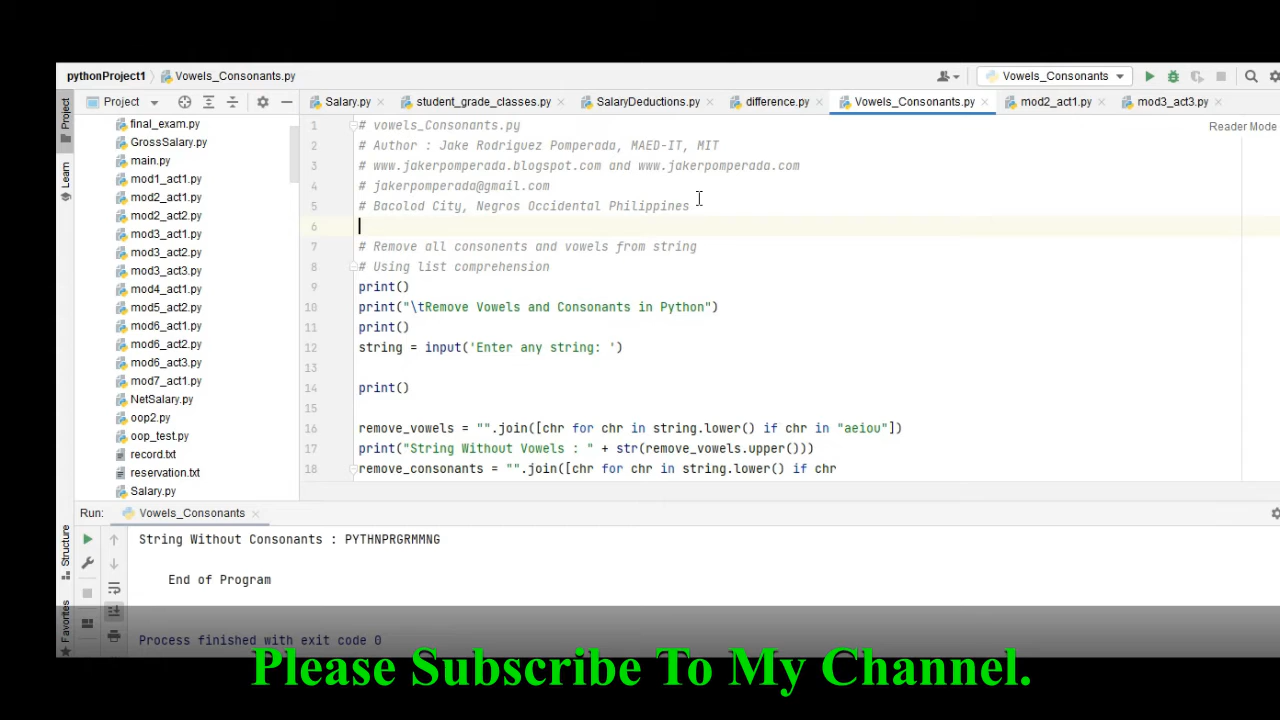 pythonProject1 Vowels_Consonants.py Vowels_Consonants
Project Salary.py student_grade_classes.py SalaryDeductions.py difference.py Vowels_Consonants.py mod2_act1.py mod3_act3.py
Project
Learn
Structure
Favorites
final_exam.py
GrossSalary.py
main.py
mod1_act1.py
mod2_act1.py
mod2_act2.py
mod3_act1.py
mod3_act2.py
mod3_act3.py
mod4_act1.py
mod5_act2.py
mod6_act1.py
mod6_act2.py
mod6_act3.py
mod7_act1.py
NetSalary.py
oop2.py
oop_test.py
record.txt
reservation.txt
Salary.py
Reader Mode
1 # vowels_Consonants.py
2 # Author : Jake Rodriguez Pomperada, MAED-IT, MIT
3 # www.jakerpomperada.blogspot.com and www.jakerpomperada.com
4 # jakerpomperada@gmail.com
5 # Bacolod City, Negros Occidental Philippines
6
7 # Remove all consonents and vowels from string
8 # Using list comprehension
9 print()
10 print("\tRemove Vowels and Consonants in Python")
11 print()
12 string = input('Enter any string: ')
13
14 print()
15
16 remove_vowels = "".join([chr for chr in string.lower() if chr in "aeiou"])
17 print("String Without Vowels : " + str(remove_vowels.upper()))
18 remove_consonants = "".join([chr for chr in string.lower() if chr
Run: Vowels_Consonants
String Without Consonants : PYTHNPRGRMMNG
End of Program
Process finished with exit code 0
Please Subscribe To My Channel.